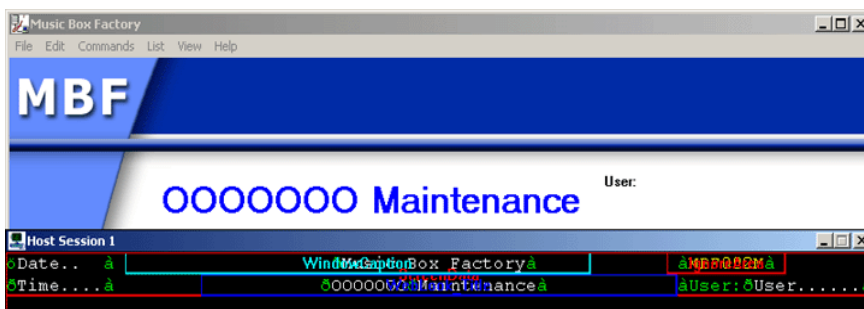 Music Box Factory
File Edit Commands List View Help
MBF
User:
OOOOOOO Maintenance
Host Session 1
ðDate.. à Box Factoryà
ðTime....à ðOOOOOOO Maintenanceà àUser:ðUser......